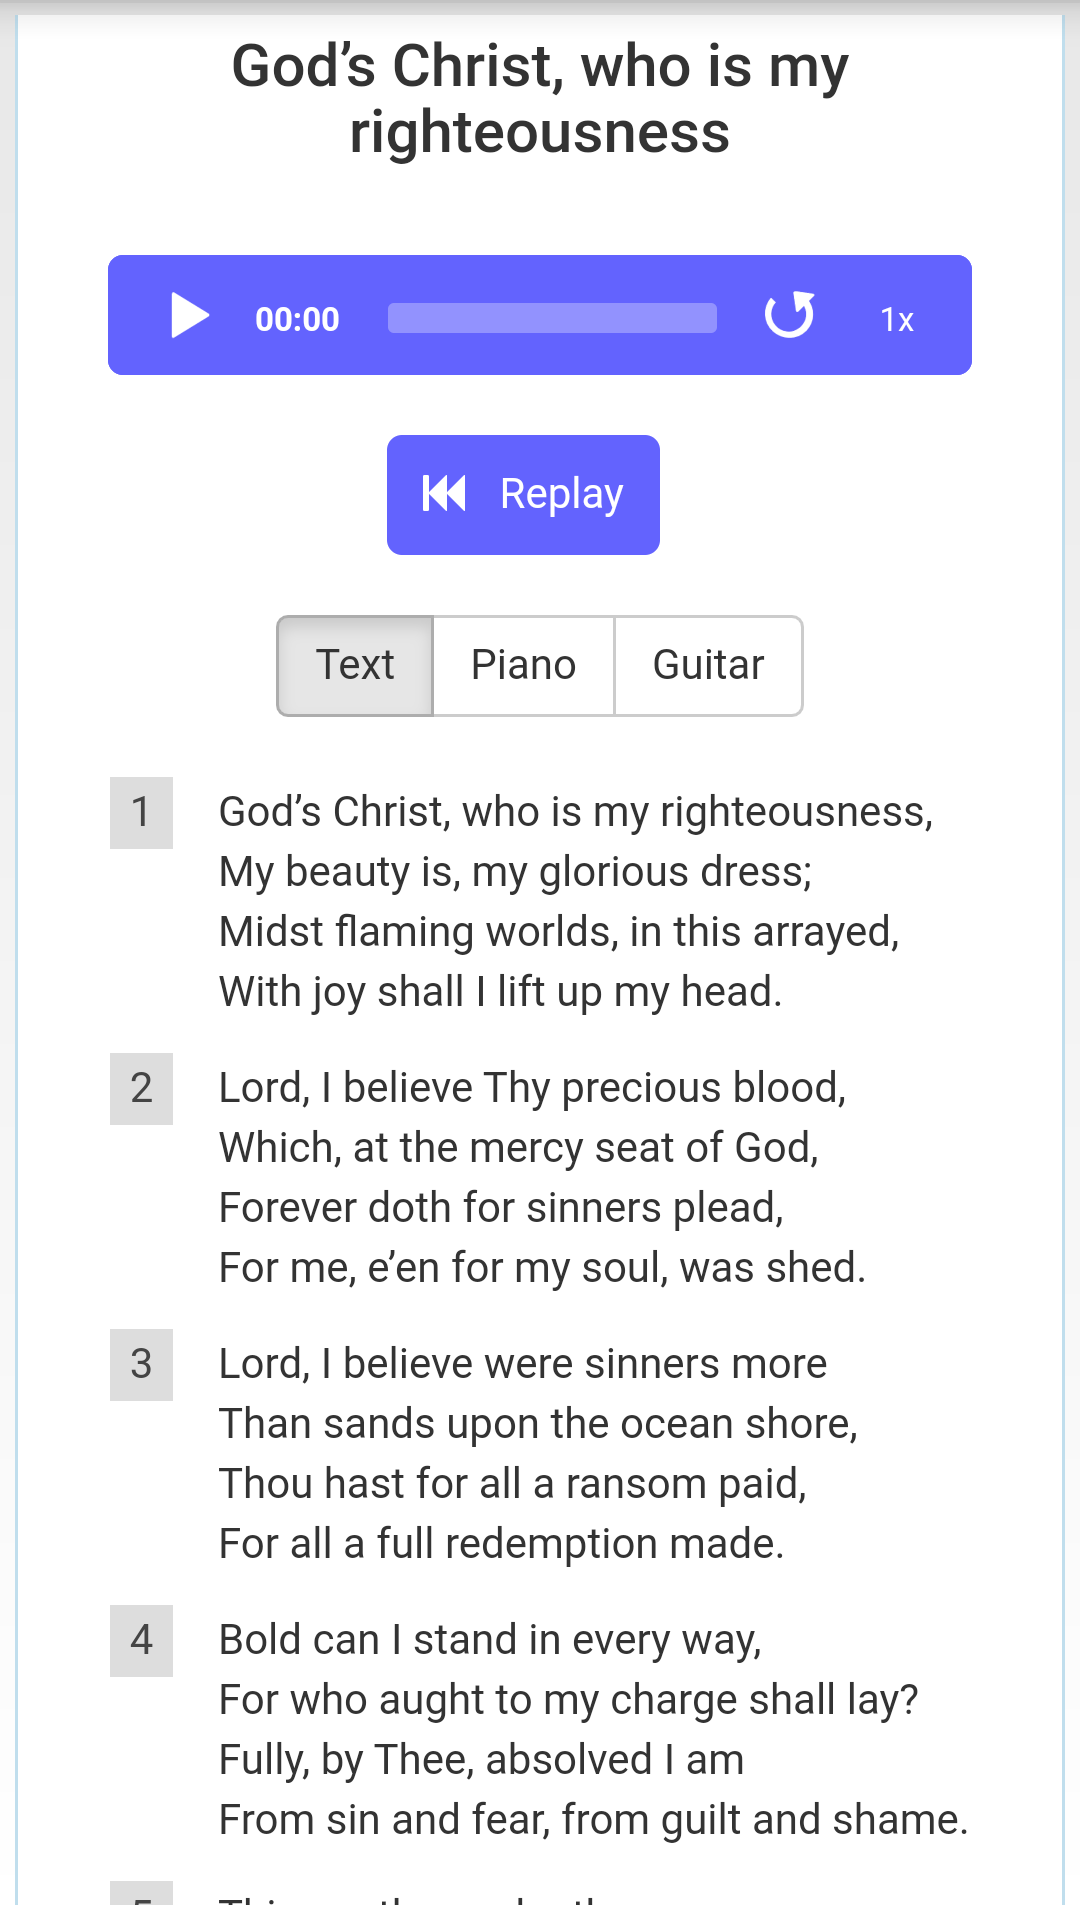 God’s Christ, who is my
righteousness
00:00
1x
Replay
Text Piano Guitar
1 God’s Christ, who is my righteousness,
My beauty is, my glorious dress;
Midst flaming worlds, in this arrayed,
With joy shall I lift up my head.
2 Lord, I believe Thy precious blood,
Which, at the mercy seat of God,
Forever doth for sinners plead,
For me, e’en for my soul, was shed.
3 Lord, I believe were sinners more
Than sands upon the ocean shore,
Thou hast for all a ransom paid,
For all a full redemption made.
4 Bold can I stand in every way,
For who aught to my charge shall lay?
Fully, by Thee, absolved I am
From sin and fear, from guilt and shame.
5